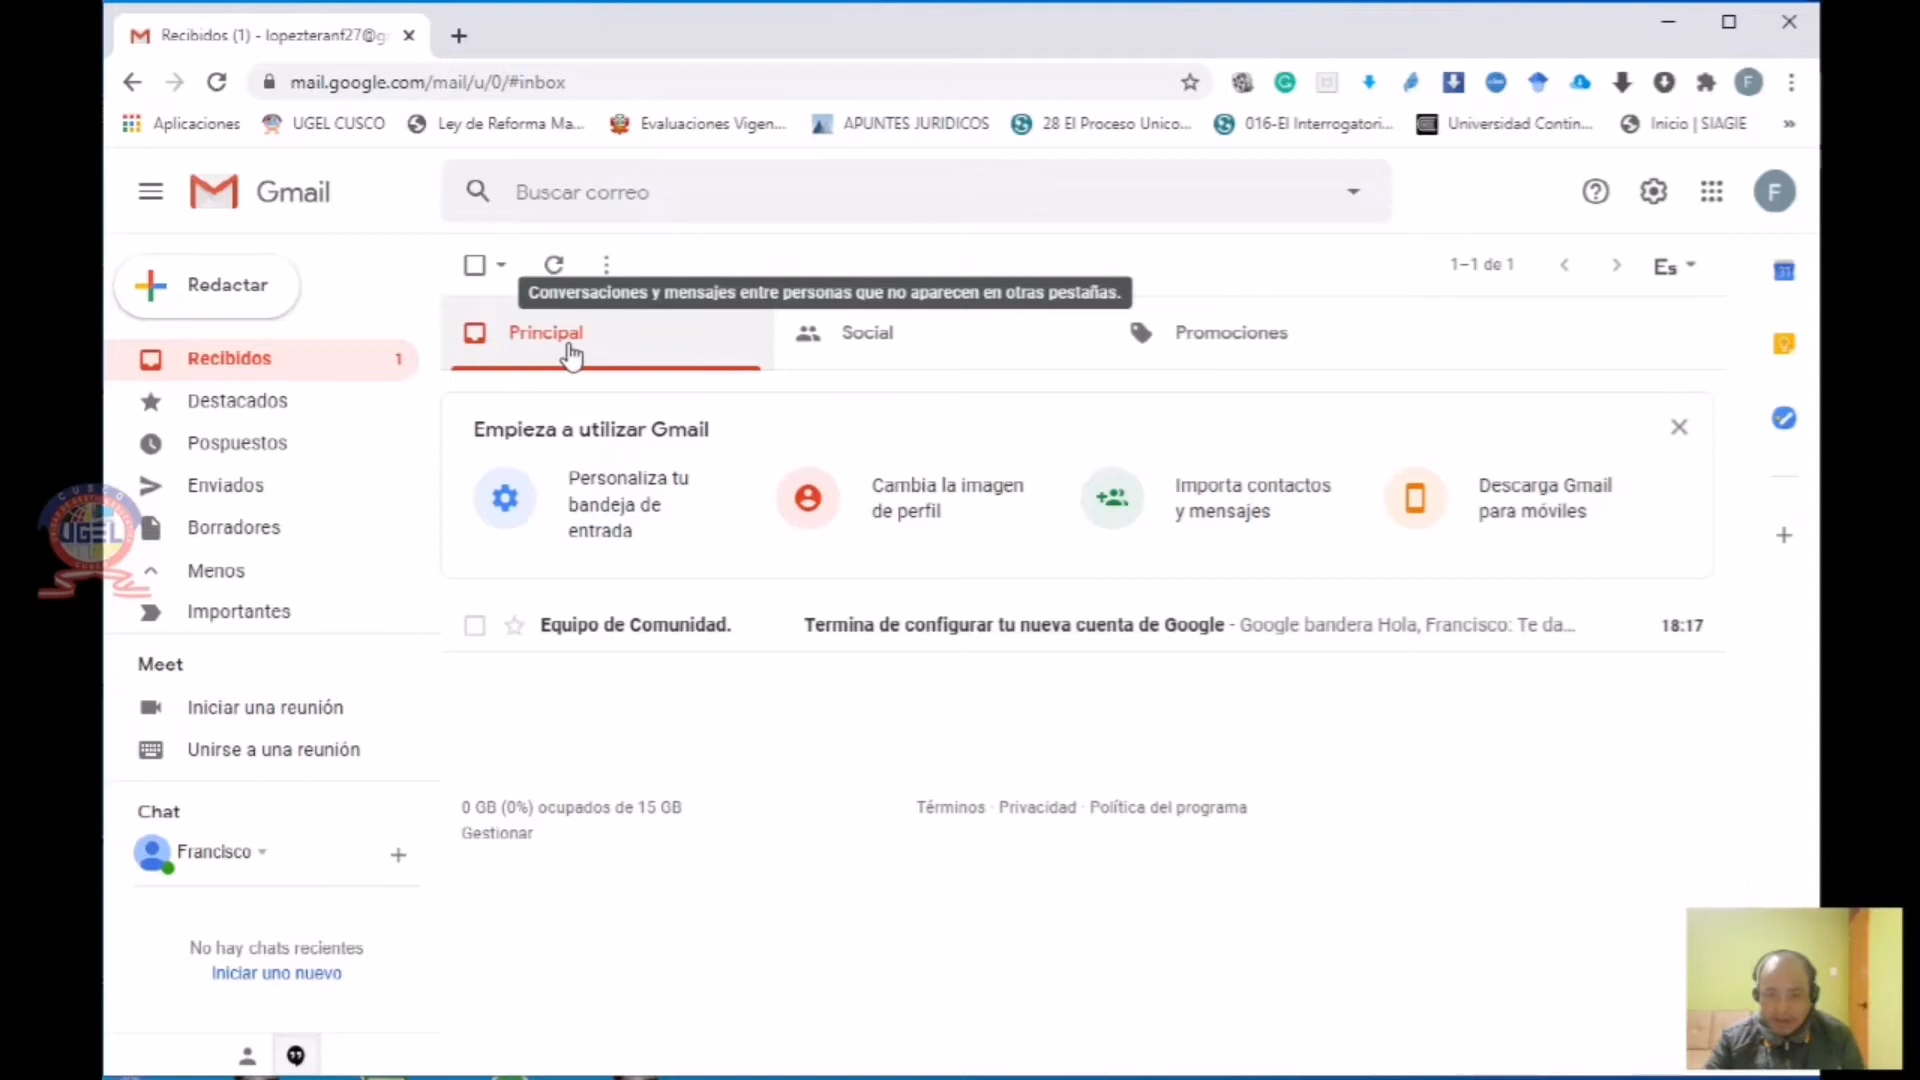 Recibidos (1) - lopezteranf27@g
mail.google.com/mail/u/0/#inbox
F
Aplicaciones
UGEL CUSCO
Ley de Reforma Ma...
Evaluaciones Vigen...
APUNTES JURIDICOS
28 El Proceso Unico...
016-El Interrogatori...
Universidad Contin...
Inicio | SIAGIE
»
Gmail
Buscar correo
F
Redactar
1–1 de 1
Es
Conversaciones y mensajes entre personas que no aparecen en otras pestañas.
Principal
Social
Promociones
Recibidos
1
Destacados
Pospuestos
Enviados
Borradores
Menos
Importantes
CUSCO
UGEL
Empieza a utilizar Gmail
Personaliza tu
bandeja de
entrada
Cambia la imagen
de perfil
Importa contactos
y mensajes
Descarga Gmail
para móviles
Equipo de Comunidad.
Termina de configurar tu nueva cuenta de Google - Google bandera Hola, Francisco: Te da...
18:17
Meet
Iniciar una reunión
Unirse a una reunión
0 GB (0%) ocupados de 15 GB
Gestionar
Términos · Privacidad · Política del programa
Chat
Francisco
No hay chats recientes
Iniciar uno nuevo
31